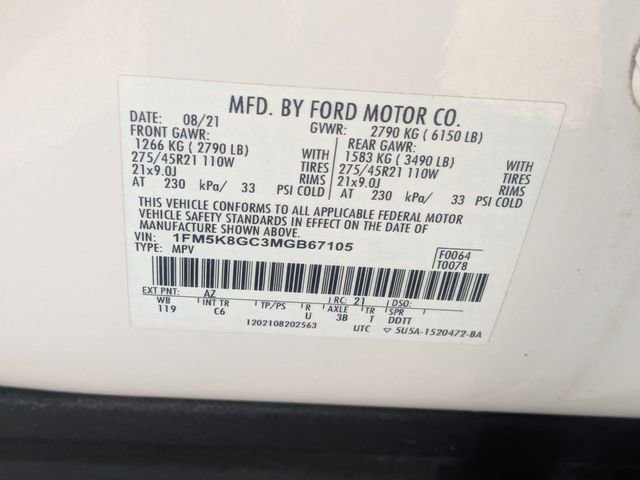 MFD. BY FORD MOTOR CO.
DATE: 08/21 GVWR: 2790 KG ( 6150 LB)
FRONT GAWR: REAR GAWR:
1266 KG ( 2790 LB) WITH 1583 KG ( 3490 LB) WITH
275/45R21 110W TIRES 275/45R21 110W TIRES
21x9.0J RIMS 21x9.0J RIMS
AT 230 kPa/ 33 PSI COLD AT 230 kPa/ 33 PSI COLD
THIS VEHICLE CONFORMS TO ALL APPLICABLE FEDERAL MOTOR
VEHICLE SAFETY STANDARDS IN EFFECT ON THE DATE OF
MANUFACTURE SHOWN ABOVE.
VIN: 1FM5K8GC3MGB67105 F0064
TYPE: MPV T0078
EXT PNT: AZ RC: 21 DSO:
WB INT TR TP/PS R AXLE TR SPR
119 C6 U 3B T DDTT
1202108202563 UTC ▽ 5U5A-1520472-BA